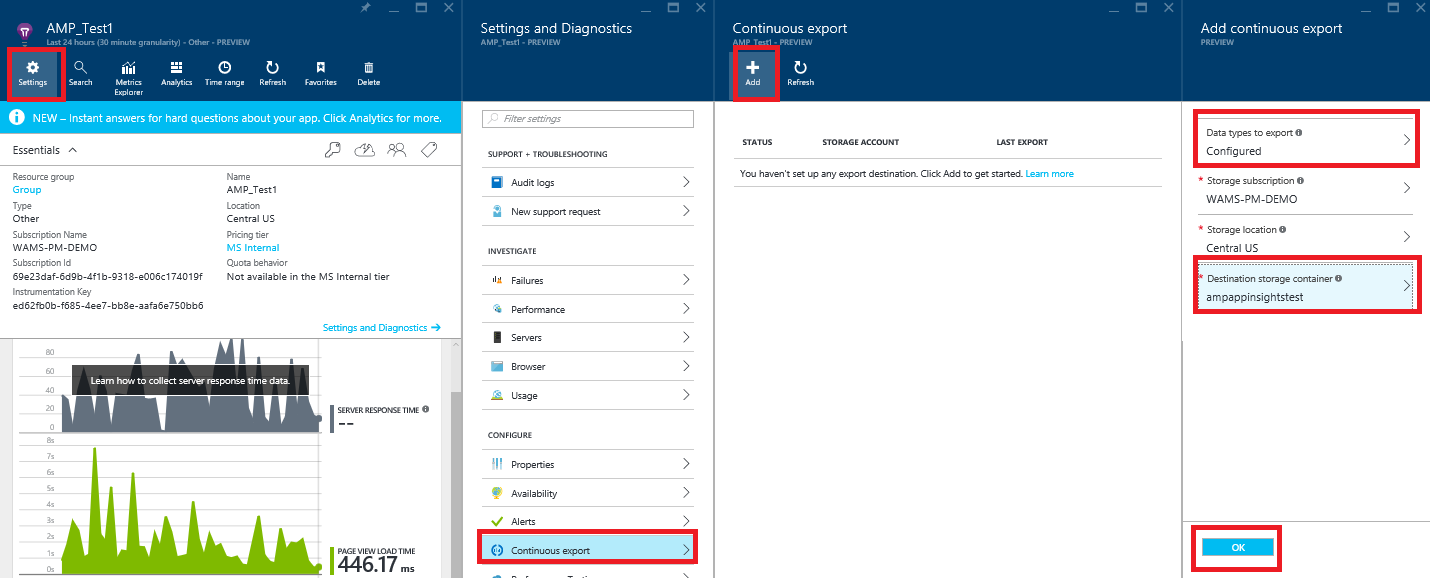 AMP_Test1
Last 24 hours (30 minute granularity) - Other - PREVIEW
Settings
Search
Metrics
Explorer
Analytics
Time range
Refresh
Favorites
Delete
NEW – Instant answers for hard questions about your app. Click Analytics for more.
Essentials
Resource group
Group
Name
AMP_Test1
Type
Other
Location
Central US
Subscription Name
WAMS-PM-DEMO
Pricing tier
MS Internal
Subscription Id
69e23daf-6d9b-4f1b-9318-e006c174019f
Quota behavior
Not available in the MS Internal tier
Instrumentation Key
ed62fb0b-f685-4ee7-bb8e-aafa6e750bb6
Settings and Diagnostics
80
60
40
20
0
Learn how to collect server response time data.
SERVER RESPONSE TIME
--
8s
7s
6s
5s
4s
3s
2s
1s
0s
PAGE VIEW LOAD TIME
446.17 ms
Settings and Diagnostics
AMP_Test1 - PREVIEW
Filter settings
SUPPORT + TROUBLESHOOTING
Audit logs
New support request
INVESTIGATE
Failures
Performance
Servers
Browser
Usage
CONFIGURE
Properties
Availability
Alerts
Continuous export
Continuous export
AMP_Test1 - PREVIEW
Add
Refresh
STATUS
STORAGE ACCOUNT
LAST EXPORT
You haven't set up any export destination. Click Add to get started. Learn more
Add continuous export
PREVIEW
Data types to export
Configured
* Storage subscription
WAMS-PM-DEMO
* Storage location
Central US
* Destination storage container
ampappinsightstest
OK